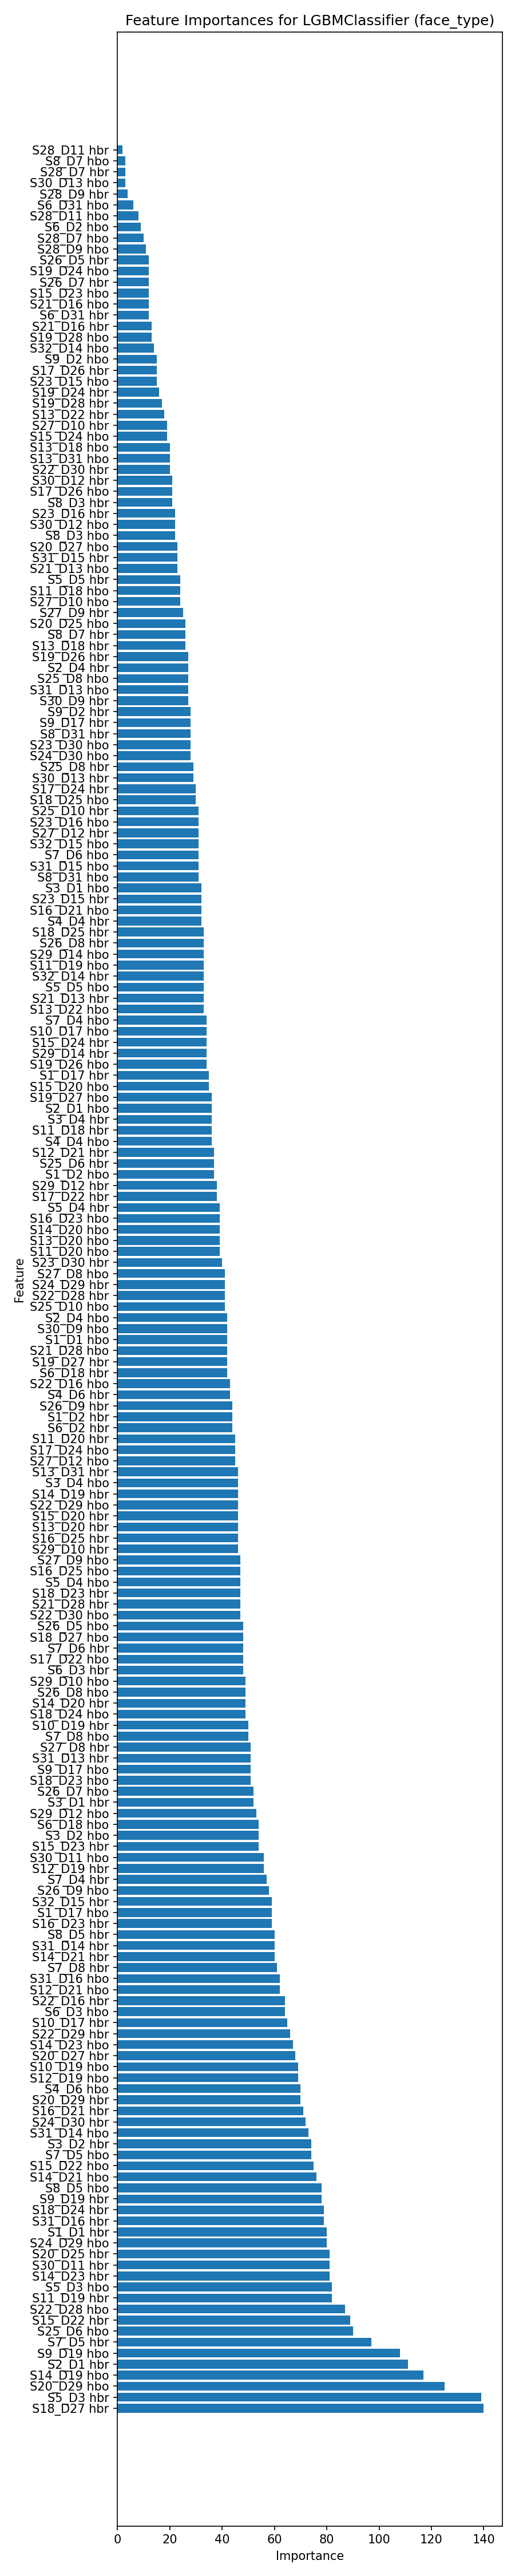 Feature Importances for LGBMClassifier (face_type)
S28_D11 hbr
S8_D7 hbo
S28_D7 hbr
S30_D13 hbo
S28_D9 hbr
S6_D31 hbo
S28_D11 hbo
S6_D2 hbr
S28_D7 hbo
S28_D9 hbo
S26_D5 hbr
S19_D24 hbo
S26_D7 hbr
S15_D23 hbo
S21_D16 hbo
S6_D31 hbr
S21_D16 hbr
S19_D28 hbo
S32_D14 hbo
S9_D2 hbo
S17_D26 hbr
S23_D15 hbo
S19_D24 hbr
S19_D28 hbr
S13_D22 hbr
S27_D10 hbr
S15_D24 hbo
S13_D18 hbo
S13_D31 hbo
S22_D30 hbr
S30_D12 hbr
S17_D26 hbo
S8_D3 hbr
S23_D16 hbr
S30_D12 hbo
S8_D3 hbo
S20_D27 hbo
S31_D15 hbr
S21_D13 hbo
S5_D5 hbr
S11_D18 hbo
S27_D10 hbo
S27_D9 hbr
S20_D25 hbo
S8_D7 hbr
S13_D18 hbr
S19_D26 hbr
S2_D4 hbr
S25_D8 hbo
S31_D13 hbo
S30_D9 hbr
S9_D2 hbr
S9_D17 hbr
S8_D31 hbr
S23_D30 hbo
S24_D30 hbo
S25_D8 hbr
S30_D13 hbr
S17_D24 hbr
S18_D25 hbo
S25_D10 hbr
S23_D16 hbo
S27_D12 hbr
S32_D15 hbo
S7_D6 hbo
S31_D15 hbo
S8_D31 hbo
S3_D1 hbo
S23_D15 hbr
S16_D21 hbo
S4_D4 hbr
S18_D25 hbr
S26_D8 hbr
S29_D14 hbo
S11_D19 hbo
S32_D14 hbr
S5_D5 hbo
S21_D13 hbr
S13_D22 hbo
S7_D4 hbr
S10_D17 hbo
S15_D24 hbr
S29_D14 hbr
S19_D26 hbo
S1_D17 hbr
S15_D20 hbo
S19_D27 hbo
S2_D1 hbo
S3_D4 hbr
S11_D18 hbr
S4_D4 hbo
S12_D21 hbr
S25_D6 hbr
S1_D2 hbo
S29_D12 hbr
S17_D22 hbr
S5_D4 hbr
S16_D23 hbo
S14_D20 hbo
S13_D20 hbo
S11_D20 hbo
S23_D30 hbr
S27_D8 hbo
S24_D29 hbr
S22_D28 hbr
S25_D10 hbo
S2_D4 hbo
S30_D9 hbo
S1_D1 hbo
S21_D28 hbo
S19_D27 hbr
S6_D18 hbr
S22_D16 hbo
S4_D6 hbr
S26_D9 hbr
S1_D2 hbr
S6_D2 hbo
S11_D20 hbr
S17_D24 hbo
S27_D12 hbo
S13_D31 hbr
S3_D4 hbo
S14_D19 hbr
S22_D29 hbo
S15_D20 hbr
S13_D20 hbr
S16_D25 hbr
S29_D10 hbr
S27_D9 hbo
S16_D25 hbo
S5_D4 hbo
S18_D23 hbr
S21_D28 hbr
S22_D30 hbo
S26_D5 hbo
S18_D27 hbo
S7_D6 hbr
S17_D22 hbo
S6_D3 hbr
S29_D10 hbo
S26_D8 hbo
S14_D20 hbr
S18_D24 hbo
S10_D19 hbr
S7_D8 hbo
S27_D8 hbr
S31_D13 hbr
S9_D17 hbo
S18_D23 hbo
S26_D7 hbo
S3_D1 hbr
S29_D12 hbo
S6_D18 hbo
S3_D2 hbo
S15_D23 hbr
S30_D11 hbo
S12_D19 hbr
S7_D4 hbo
S26_D9 hbo
S32_D15 hbr
S1_D17 hbo
S16_D23 hbr
S8_D5 hbr
S31_D14 hbr
S14_D21 hbr
S7_D8 hbr
S31_D16 hbo
S12_D21 hbo
S22_D16 hbr
S6_D3 hbo
S10_D17 hbr
S22_D29 hbr
S14_D23 hbo
S20_D27 hbr
S10_D19 hbo
S12_D19 hbo
S4_D6 hbo
S20_D29 hbr
S16_D21 hbr
S24_D30 hbr
S31_D14 hbo
S3_D2 hbr
S7_D5 hbo
S15_D22 hbo
S14_D21 hbo
S8_D5 hbo
S9_D19 hbr
S18_D24 hbr
S31_D16 hbr
S1_D1 hbr
S24_D29 hbo
S20_D25 hbr
S30_D11 hbr
S14_D23 hbr
S5_D3 hbo
S11_D19 hbr
S22_D28 hbo
S15_D22 hbr
S25_D6 hbo
S7_D5 hbr
S9_D19 hbo
S2_D1 hbr
S14_D19 hbo
S20_D29 hbo
S5_D3 hbr
S18_D27 hbr
Feature
0 20 40 60 80 100 120 140
Importance